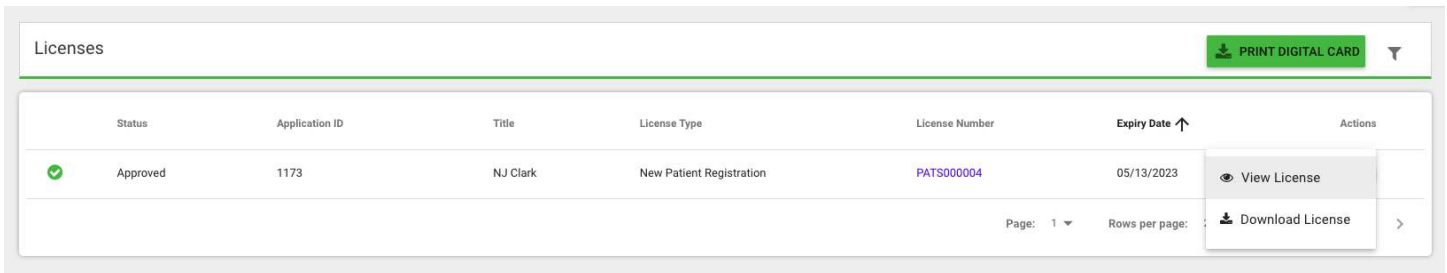 Licenses
PRINT DIGITAL CARD
Status Application ID Title License Type License Number Expiry Date Actions
Approved 1173 NJ Clark New Patient Registration PATS000004 05/13/2023
View License
Download License
Page: 1 Rows per page: